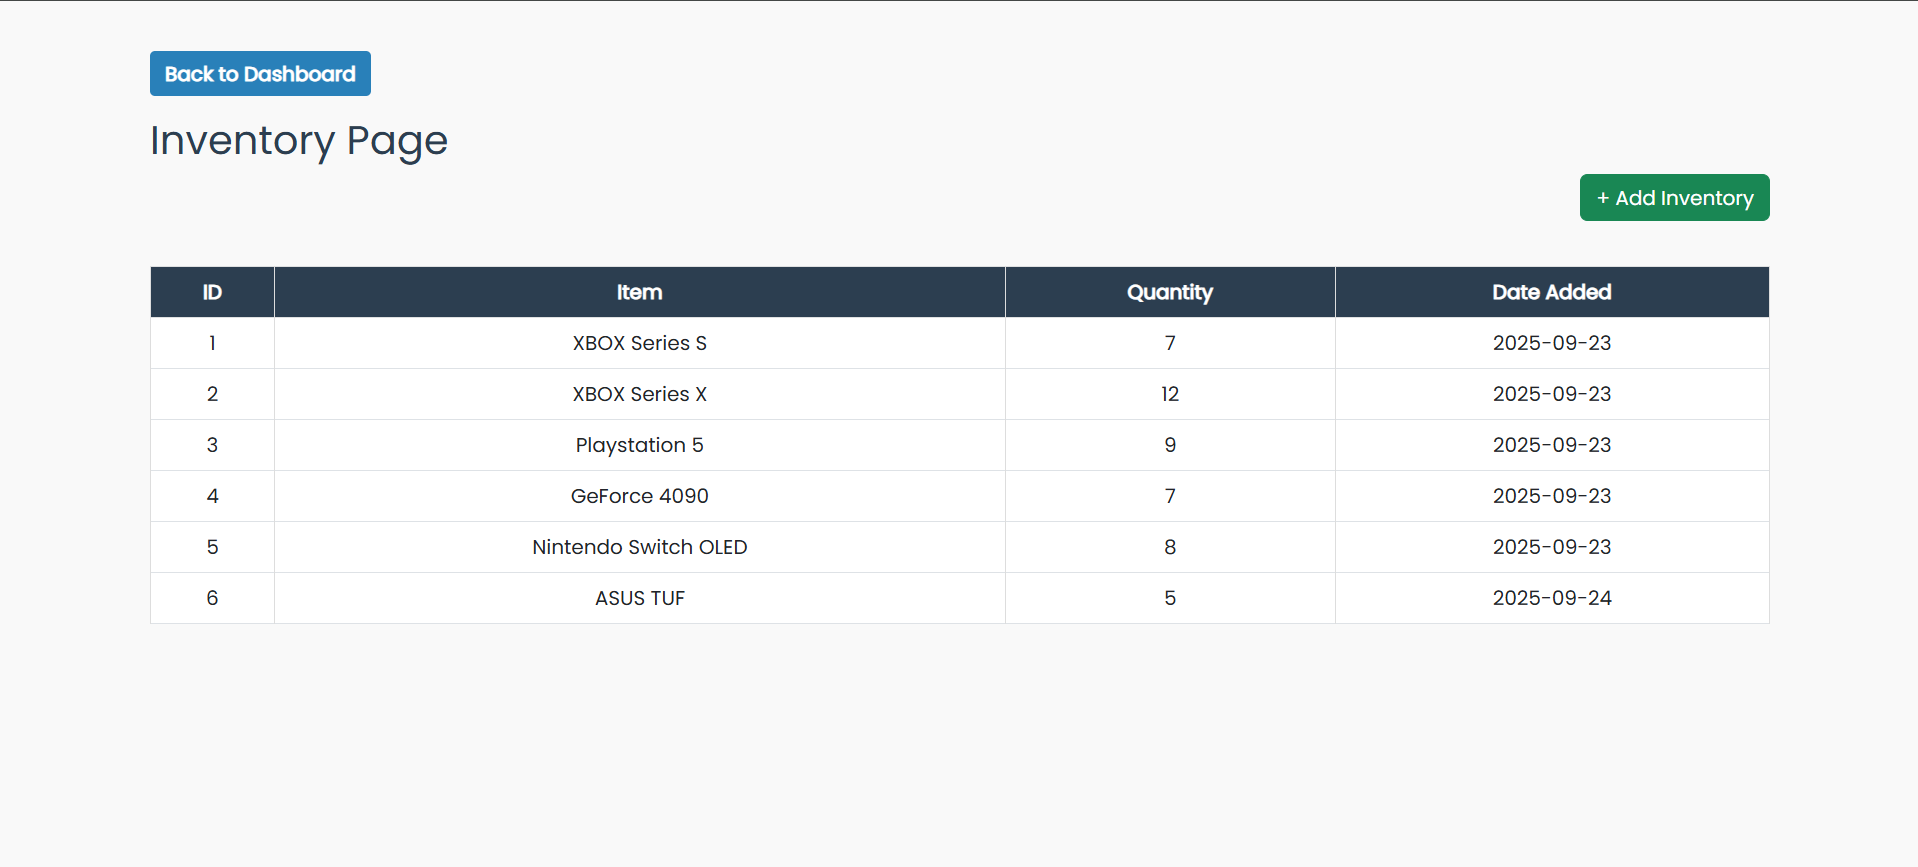 Back to Dashboard
Inventory Page
+ Add Inventory
ID Item Quantity Date Added
1 XBOX Series S 7 2025-09-23
2 XBOX Series X 12 2025-09-23
3 Playstation 5 9 2025-09-23
4 GeForce 4090 7 2025-09-23
5 Nintendo Switch OLED 8 2025-09-23
6 ASUS TUF 5 2025-09-24